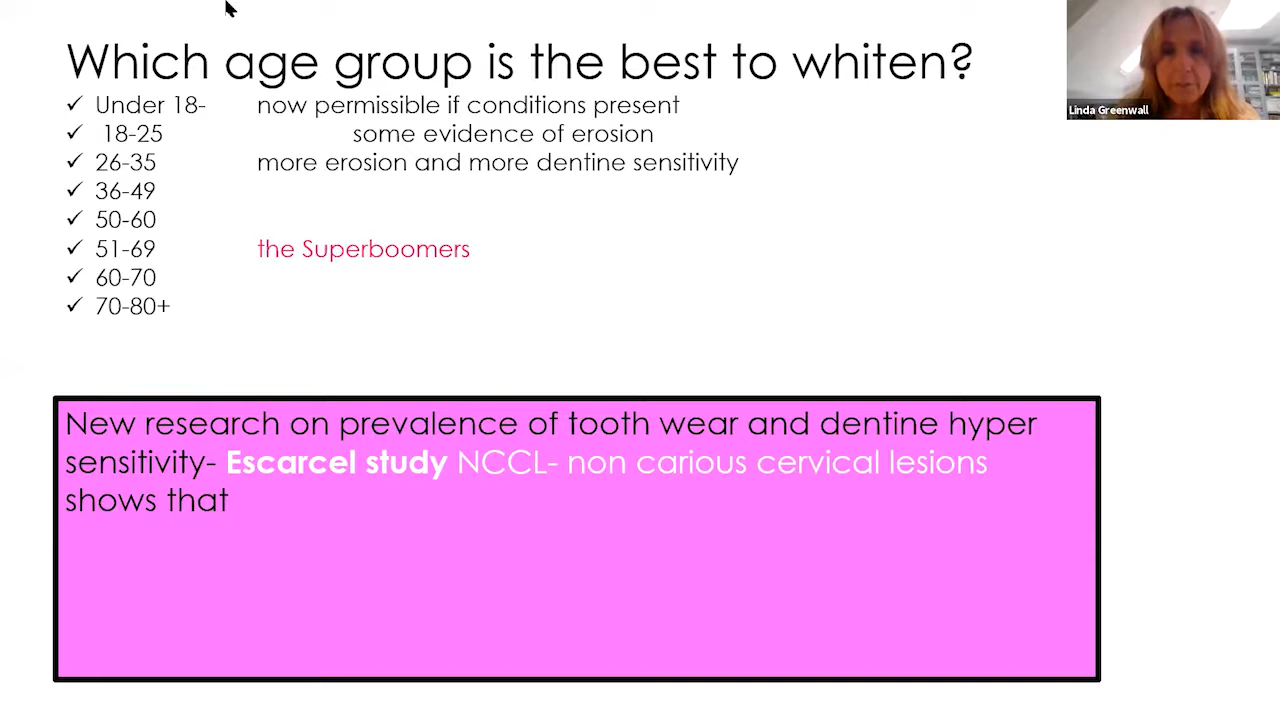 Which age group is the best to whiten?
Linda Greenwall
✓ Under 18- now permissible if conditions present
✓ 18-25 some evidence of erosion
✓ 26-35 more erosion and more dentine sensitivity
✓ 36-49
✓ 50-60
✓ 51-69 the Superboomers
✓ 60-70
✓ 70-80+
New research on prevalence of tooth wear and dentine hyper
sensitivity- Escarcel study NCCL- non carious cervical lesions
shows that